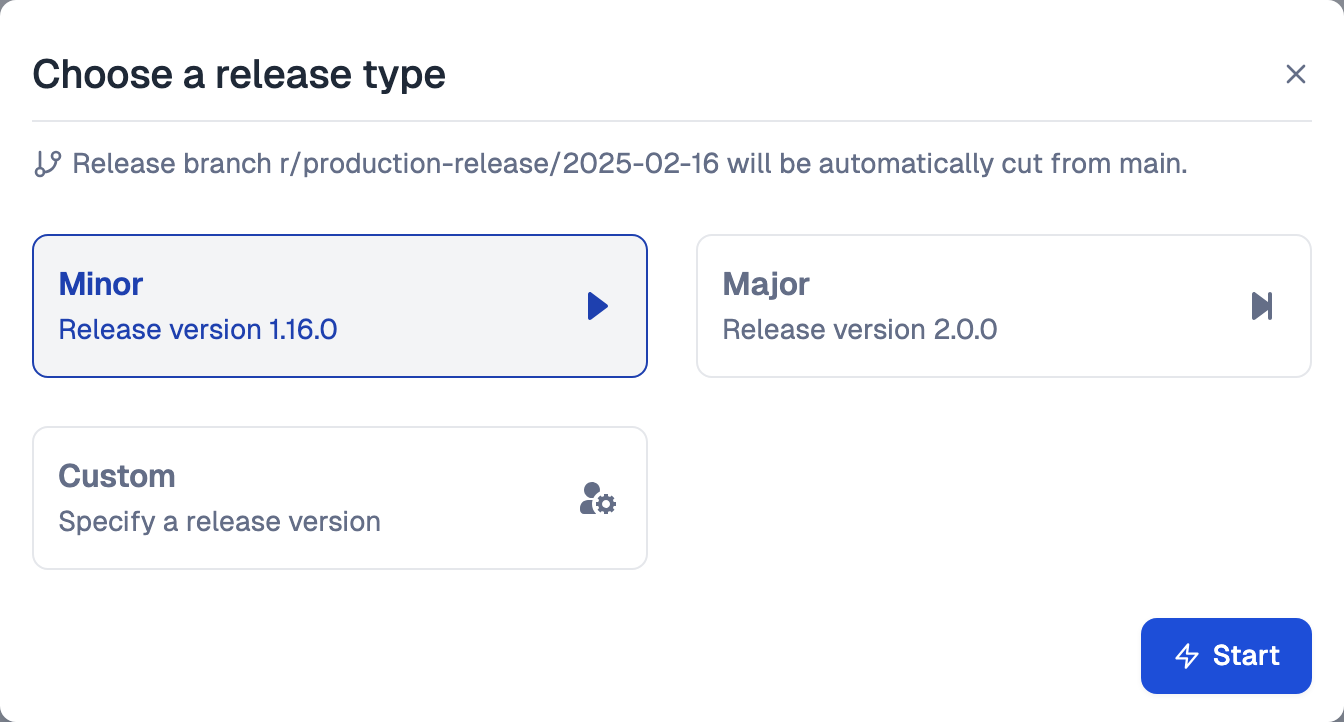 Choose a release type
Release branch r/production-release/2025-02-16 will be automatically cut from main.
Minor
Release version 1.16.0
Major
Release version 2.0.0
Custom
Specify a release version
Start